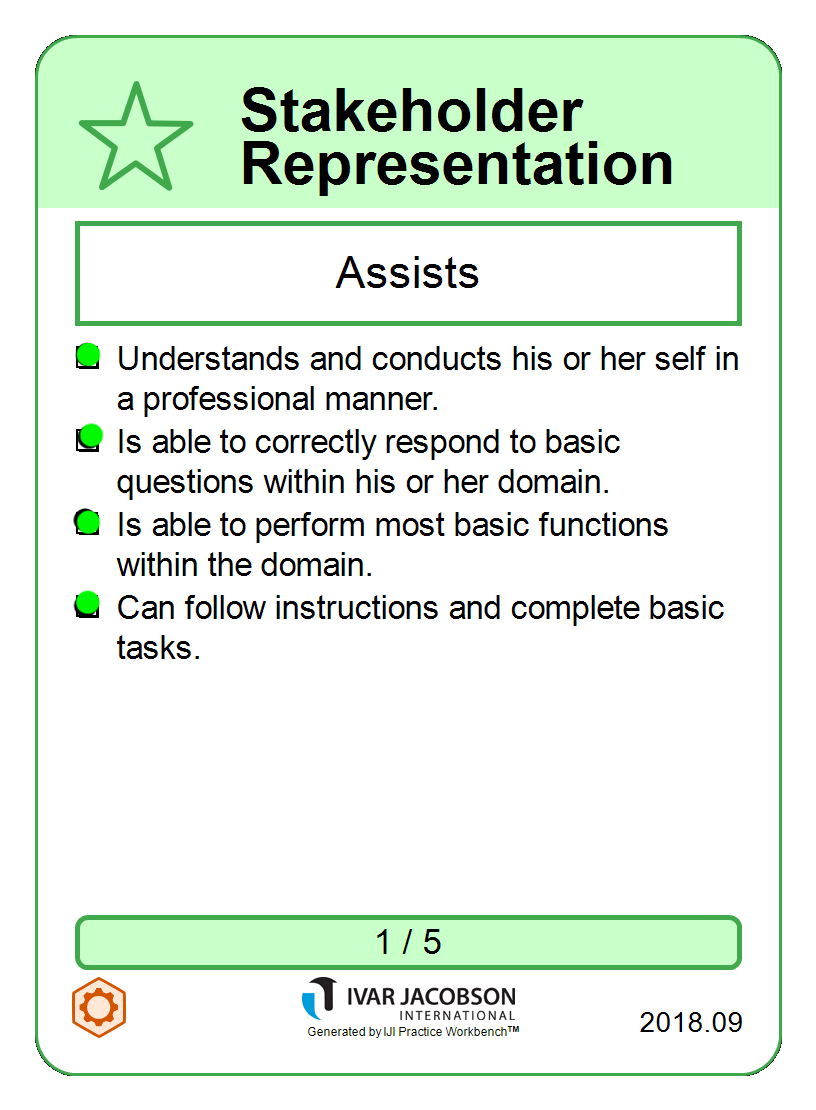 Stakeholder
Representation
Assists
Understands and conducts his or her self in
a professional manner.
Is able to correctly respond to basic
questions within his or her domain.
Is able to perform most basic functions
within the domain.
Can follow instructions and complete basic
tasks.
1 / 5
IVAR JACOBSON
INTERNATIONAL
Generated by IJI Practice Workbench™
2018.09